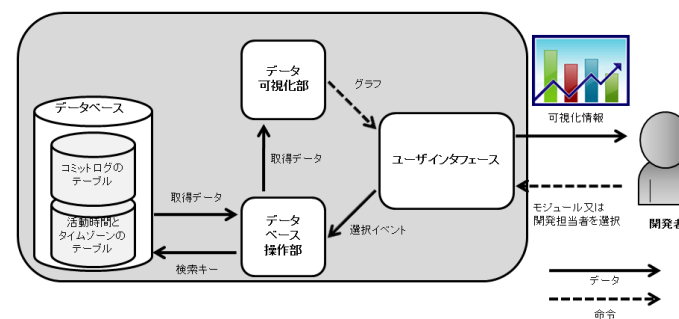 データ
可視化部
グラフ
可視化情報
データベース
コミットログの
テーブル
取得データ
ユーザインタフェース
取得データ
活動時間と
タイムゾーンの
テーブル
データ
ベース
操作部
選択イベント
モジュール又は
開発担当者を選択
開発者
検索キー
データ
命令